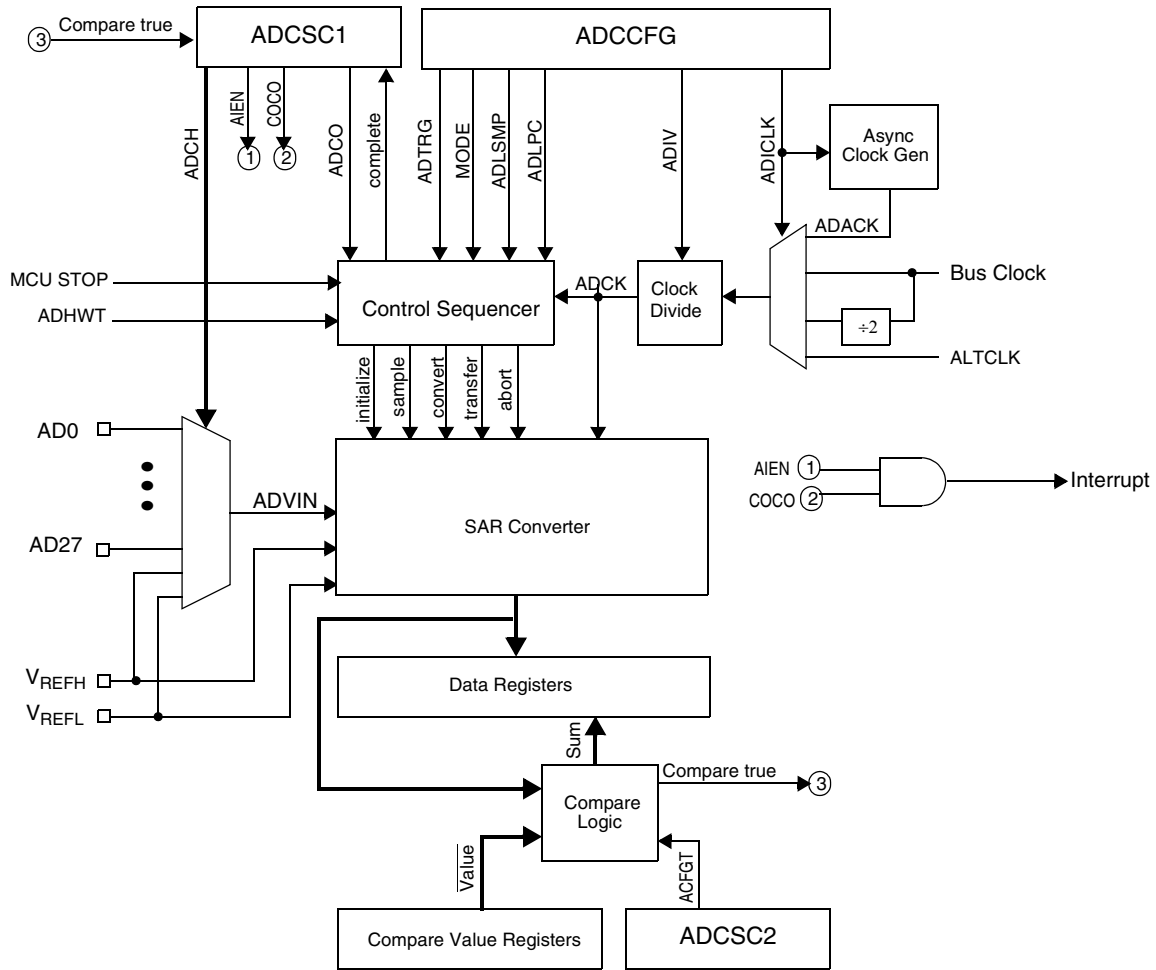 3
Compare true
ADCSC1
ADCCFG
ADCH
AIEN
COCO
ADCO
complete
1
2
ADTRG
MODE
ADLSMP
ADLPC
ADIV
ADICLK
Async
Clock Gen
ADACK
MCU STOP
ADHWT
Control Sequencer
ADCK
Clock
Divide
Bus Clock
÷2
ALTCLK
initialize
sample
convert
transfer
abort
AD0
AD27
ADVIN
SAR Converter
AIEN 1
COCO 2
Interrupt
VREFH
VREFL
Data Registers
Sum
Compare
Logic
Compare true
3
Value
ACFGT
Compare Value Registers
ADCSC2